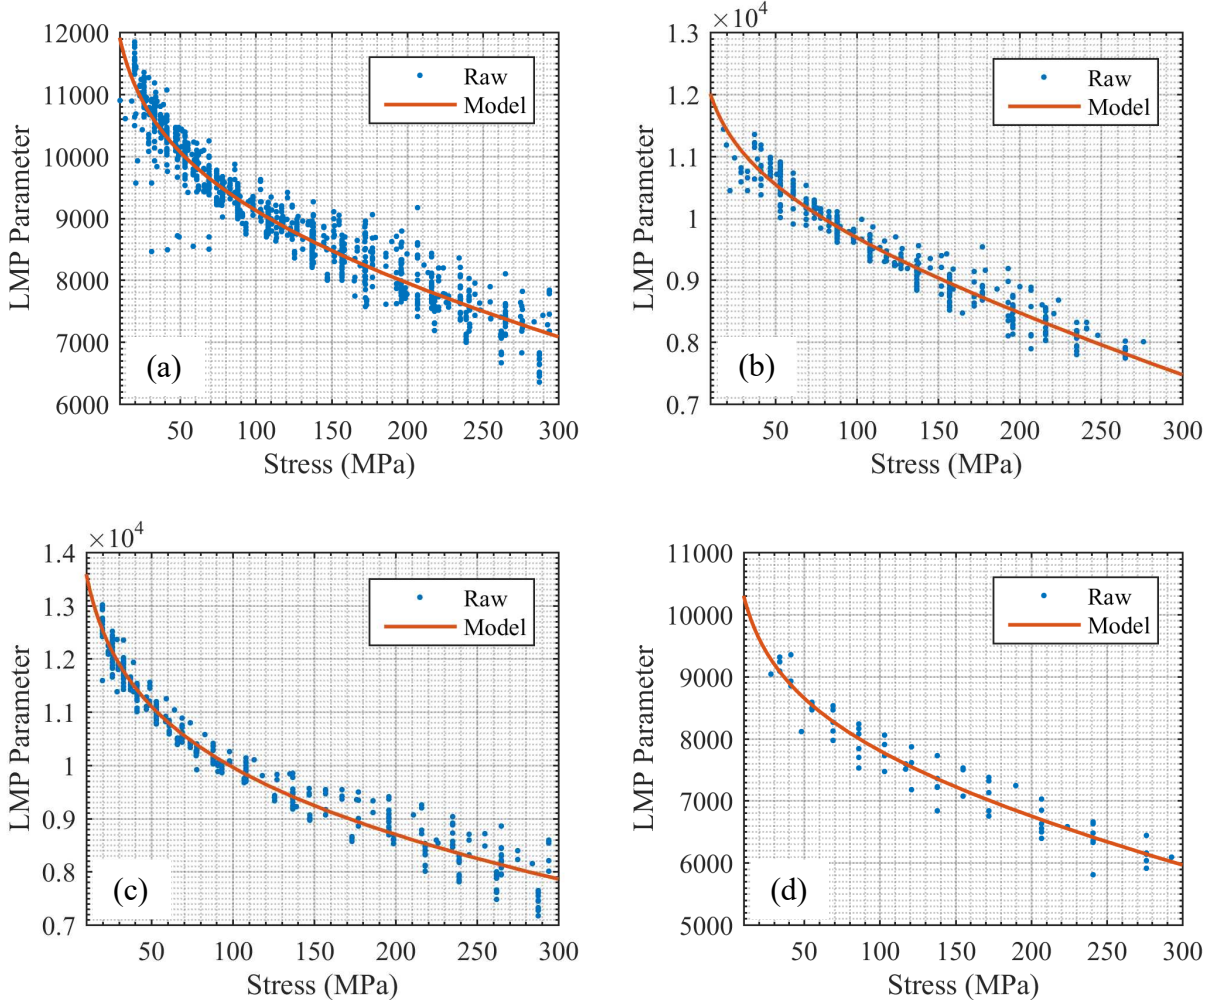 12000
11000
10000
9000
8000
7000
6000
LMP Parameter
Raw
Model
(a)
50 100 150 200 250 300
Stress (MPa)
×10⁴
1.3
1.2
1.1
1
0.9
0.8
0.7
LMP Parameter
Raw
Model
(b)
50 100 150 200 250 300
Stress (MPa)
×10⁴
1.4
1.3
1.2
1.1
1
0.9
0.8
0.7
LMP Parameter
Raw
Model
(c)
50 100 150 200 250 300
Stress (MPa)
11000
10000
9000
8000
7000
6000
5000
LMP Parameter
Raw
Model
(d)
50 100 150 200 250 300
Stress (MPa)